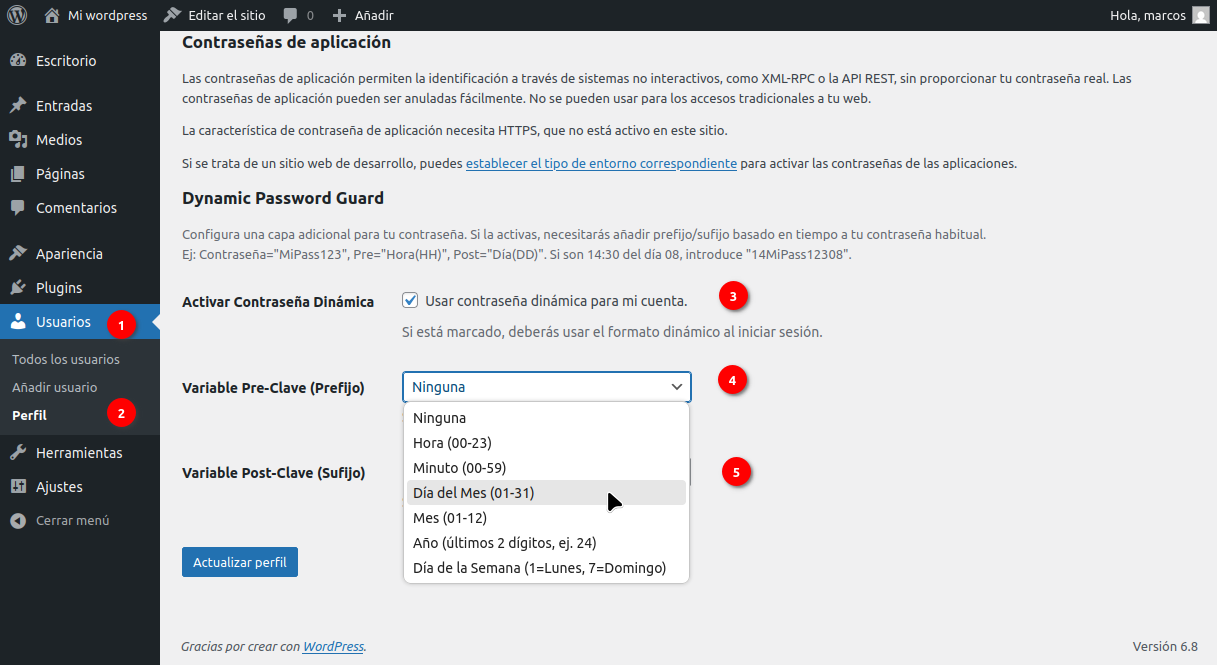 Mi wordpress Editar el sitio 0 Añadir Hola, marcos
Escritorio
Entradas
Medios
Páginas
Comentarios
Apariencia
Plugins
Usuarios 1
Todos los usuarios
Añadir usuario
Perfil 2
Herramientas
Ajustes
Cerrar menú
Contraseñas de aplicación
Las contraseñas de aplicación permiten la identificación a través de sistemas no interactivos, como XML-RPC o la API REST, sin proporcionar tu contraseña real. Las
contraseñas de aplicación pueden ser anuladas fácilmente. No se pueden usar para los accesos tradicionales a tu web.
La característica de contraseña de aplicación necesita HTTPS, que no está activo en este sitio.
Si se trata de un sitio web de desarrollo, puedes establecer el tipo de entorno correspondiente para activar las contraseñas de las aplicaciones.
Dynamic Password Guard
Configura una capa adicional para tu contraseña. Si la activas, necesitarás añadir prefijo/sufijo basado en tiempo a tu contraseña habitual.
Ej: Contraseña="MiPass123", Pre="Hora(HH)", Post="Día(DD)". Si son 14:30 del día 08, introduce "14MiPass12308".
Activar Contraseña Dinámica Usar contraseña dinámica para mi cuenta. 3
Si está marcado, deberás usar el formato dinámico al iniciar sesión.
Variable Pre-Clave (Prefijo) Ninguna 4
Ninguna
Hora (00-23)
Minuto (00-59)
Variable Post-Clave (Sufijo) 5
Día del Mes (01-31)
Mes (01-12)
Año (últimos 2 dígitos, ej. 24)
Día de la Semana (1=Lunes, 7=Domingo)
Actualizar perfil
Gracias por crear con WordPress. Versión 6.8